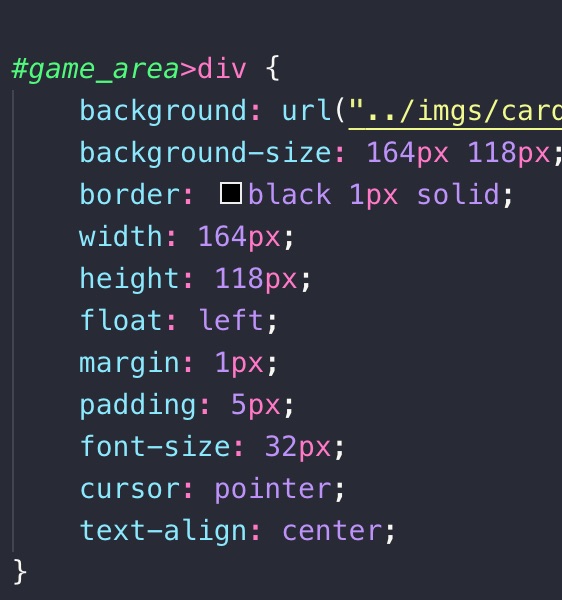 #game_area>div {
background: url("../imgs/card
background-size: 164px 118px;
border: black 1px solid;
width: 164px;
height: 118px;
float: left;
margin: 1px;
padding: 5px;
font-size: 32px;
cursor: pointer;
text-align: center;
}